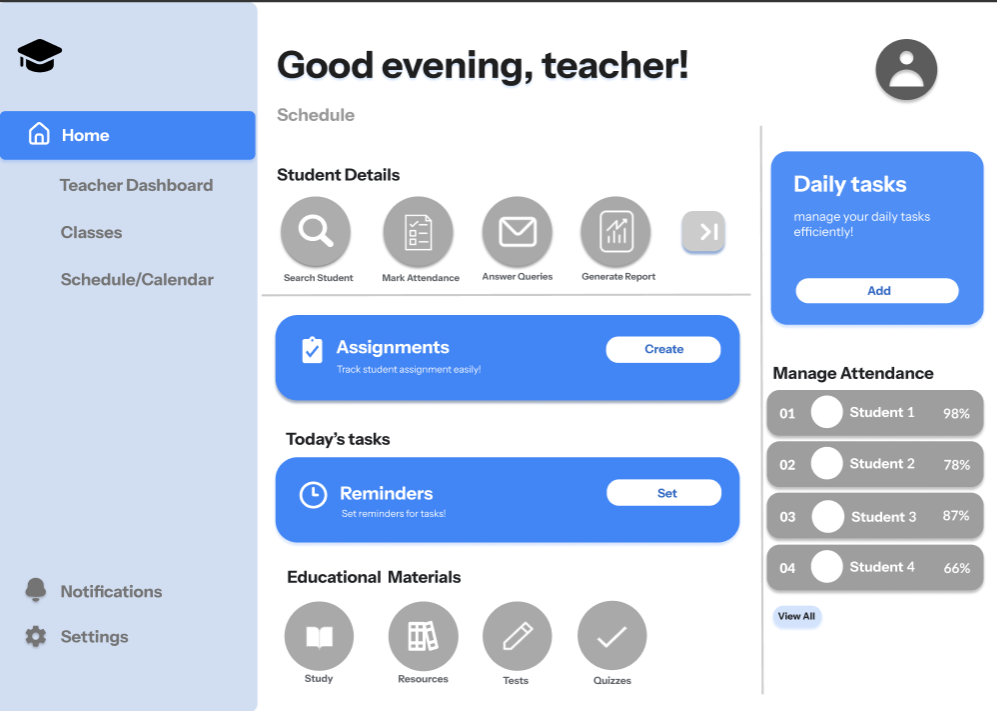 Good evening, teacher!
Schedule
Home
Teacher Dashboard
Classes
Schedule/Calendar
Notifications
Settings
Student Details
Search Student
Mark Attendance
Answer Queries
Generate Report
Assignments
Track student assignment easily!
Create
Today's tasks
Reminders
Set reminders for tasks!
Set
Educational Materials
Study
Resources
Tests
Quizzes
Daily tasks
manage your daily tasks
efficiently!
Add
Manage Attendance
01 Student 1 98%
02 Student 2 78%
03 Student 3 87%
04 Student 4 66%
View All